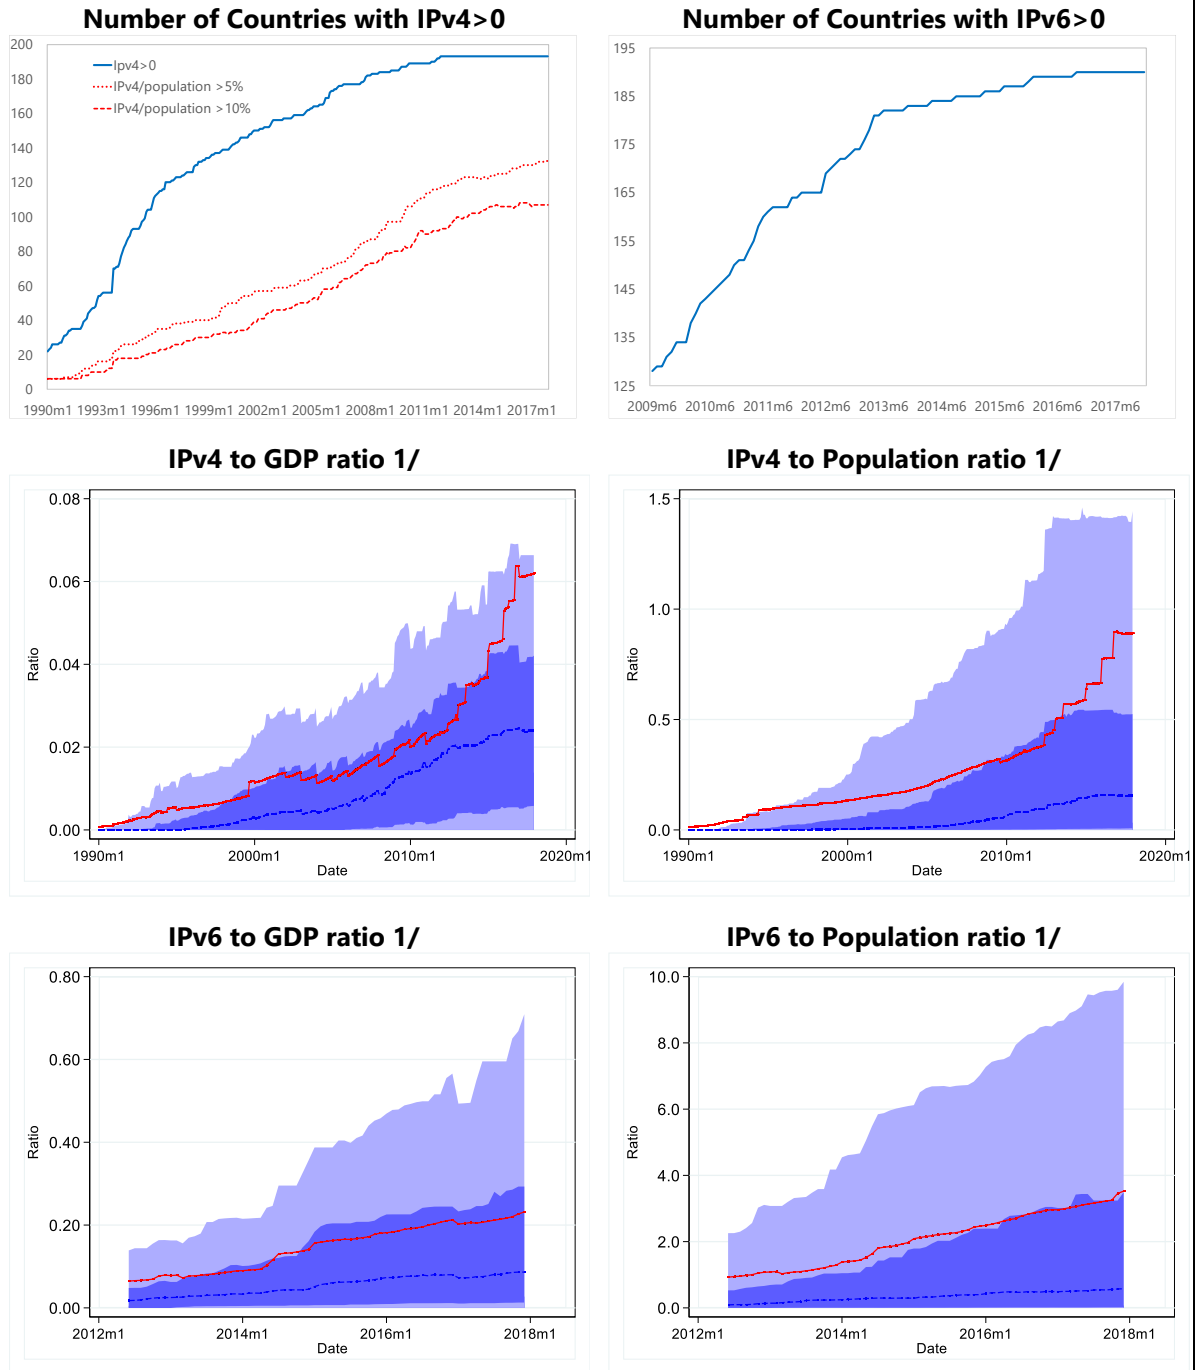 Number of Countries with IPv4>0
200
180
160
140
120
100
80
60
40
20
0
Ipv4>0
IPv4/population >5%
IPv4/population >10%
1990m1 1993m1 1996m1 1999m1 2002m1 2005m1 2008m1 2011m1 2014m1 2017m1
Number of Countries with IPv6>0
195
185
175
165
155
145
135
125
2009m6 2010m6 2011m6 2012m6 2013m6 2014m6 2015m6 2016m6 2017m6
IPv4 to GDP ratio 1/
0.08
0.06
0.04
0.02
0.00
Ratio
1990m1 2000m1 2010m1 2020m1
Date
IPv4 to Population ratio 1/
1.5
1.0
0.5
0.0
Ratio
1990m1 2000m1 2010m1 2020m1
Date
IPv6 to GDP ratio 1/
0.80
0.60
0.40
0.20
0.00
Ratio
2012m1 2014m1 2016m1 2018m1
Date
IPv6 to Population ratio 1/
10.0
8.0
6.0
4.0
2.0
0.0
Ratio
2012m1 2014m1 2016m1 2018m1
Date